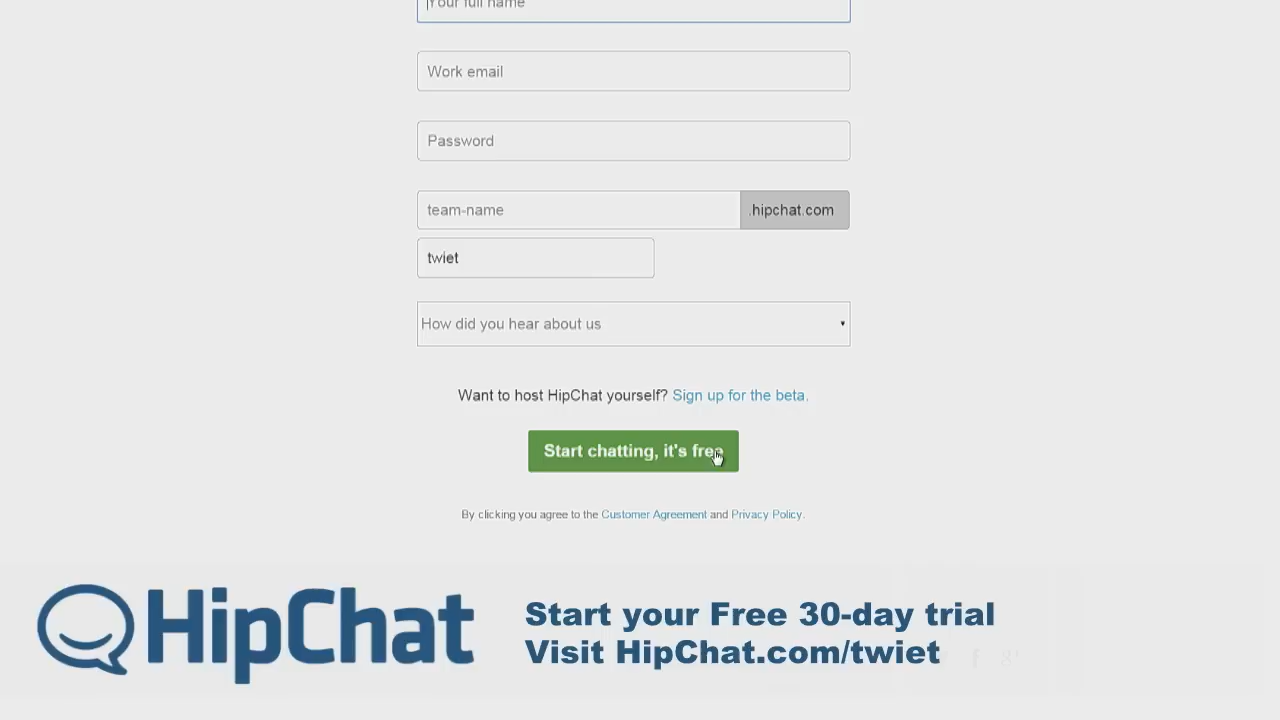 Your full name
Work email
Password
team-name .hipchat.com
twiet
How did you hear about us
Want to host HipChat yourself? Sign up for the beta.
Start chatting, it's free
By clicking you agree to the Customer Agreement and Privacy Policy.
HipChat
Start your Free 30-day trial
Visit HipChat.com/twiet